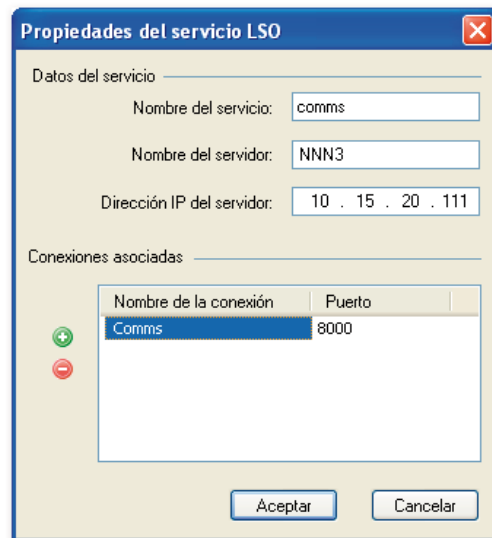 Propiedades del servicio LSO
Datos del servicio
Nombre del servicio: comms
Nombre del servidor: NNN3
Dirección IP del servidor: 10 . 15 . 20 . 111
Conexiones asociadas
Nombre de la conexión Puerto
Comms 8000
Aceptar Cancelar